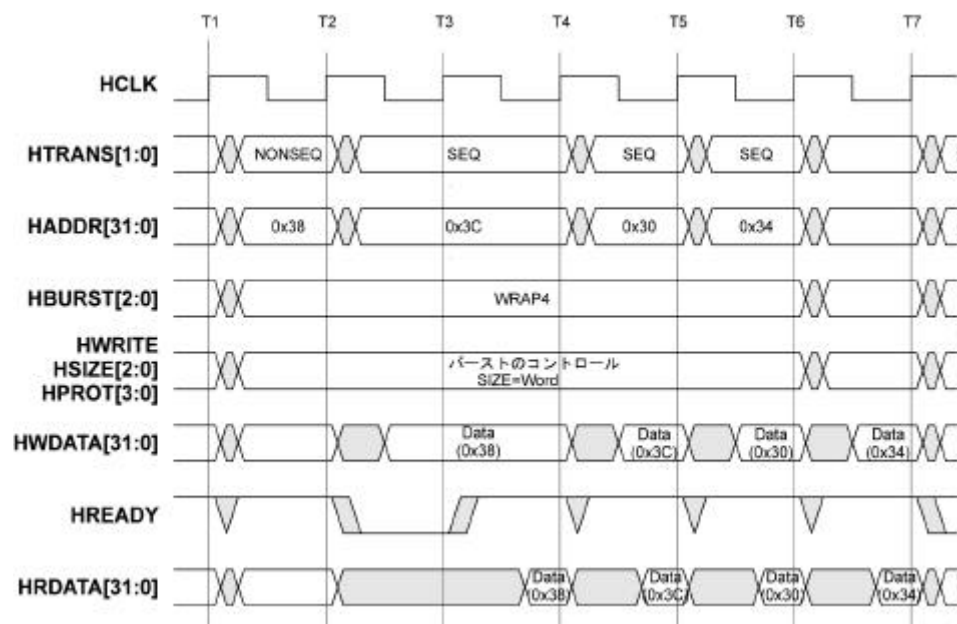 T1 T2 T3 T4 T5 T6 T7
HCLK
HTRANS[1:0] NONSEQ SEQ SEQ SEQ
HADDR[31:0] 0x38 0x3C 0x30 0x34
HBURST[2:0] WRAP4
HWRITE
HSIZE[2:0]
HPROT[3:0]
バーストのコントロール
SIZE=Word
HWDATA[31:0]
Data
(0x38)
Data
(0x3C)
Data
(0x30)
Data
(0x34)
HREADY
HRDATA[31:0]
Data
(0x38)
Data
(0x3C)
Data
(0x30)
Data
(0x34)